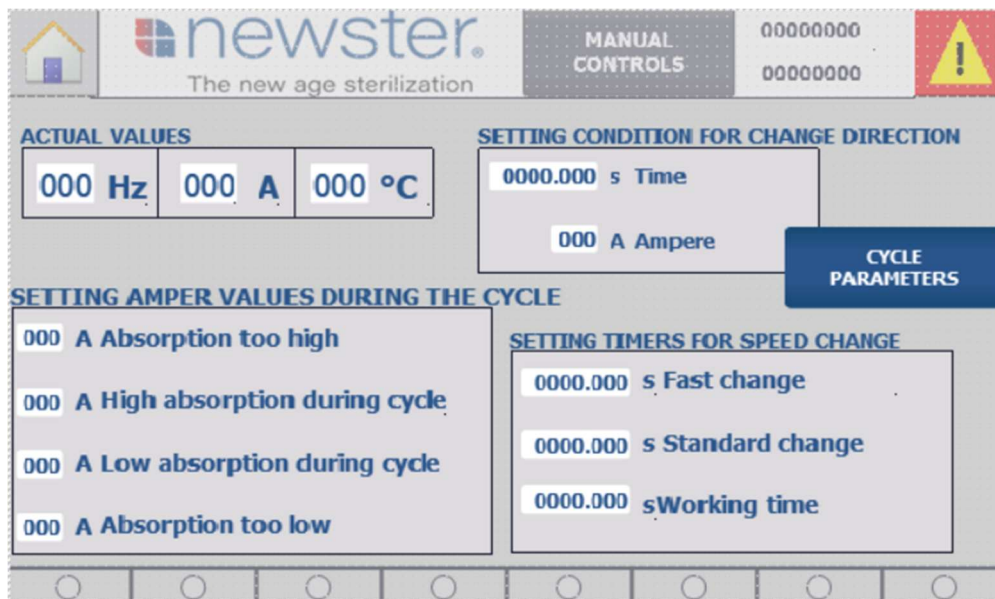 newster®
The new age sterilization
MANUAL
CONTROLS
00000000
00000000
!
ACTUAL VALUES
000 Hz
000 A
000 °C
SETTING CONDITION FOR CHANGE DIRECTION
0000.000 s Time
000 A Ampere
CYCLE
PARAMETERS
SETTING AMPER VALUES DURING THE CYCLE
000 A Absorption too high
000 A High absorption during cycle
000 A Low absorption during cycle
000 A Absorption too low
SETTING TIMERS FOR SPEED CHANGE
0000.000 s Fast change
0000.000 s Standard change
0000.000 sWorking time